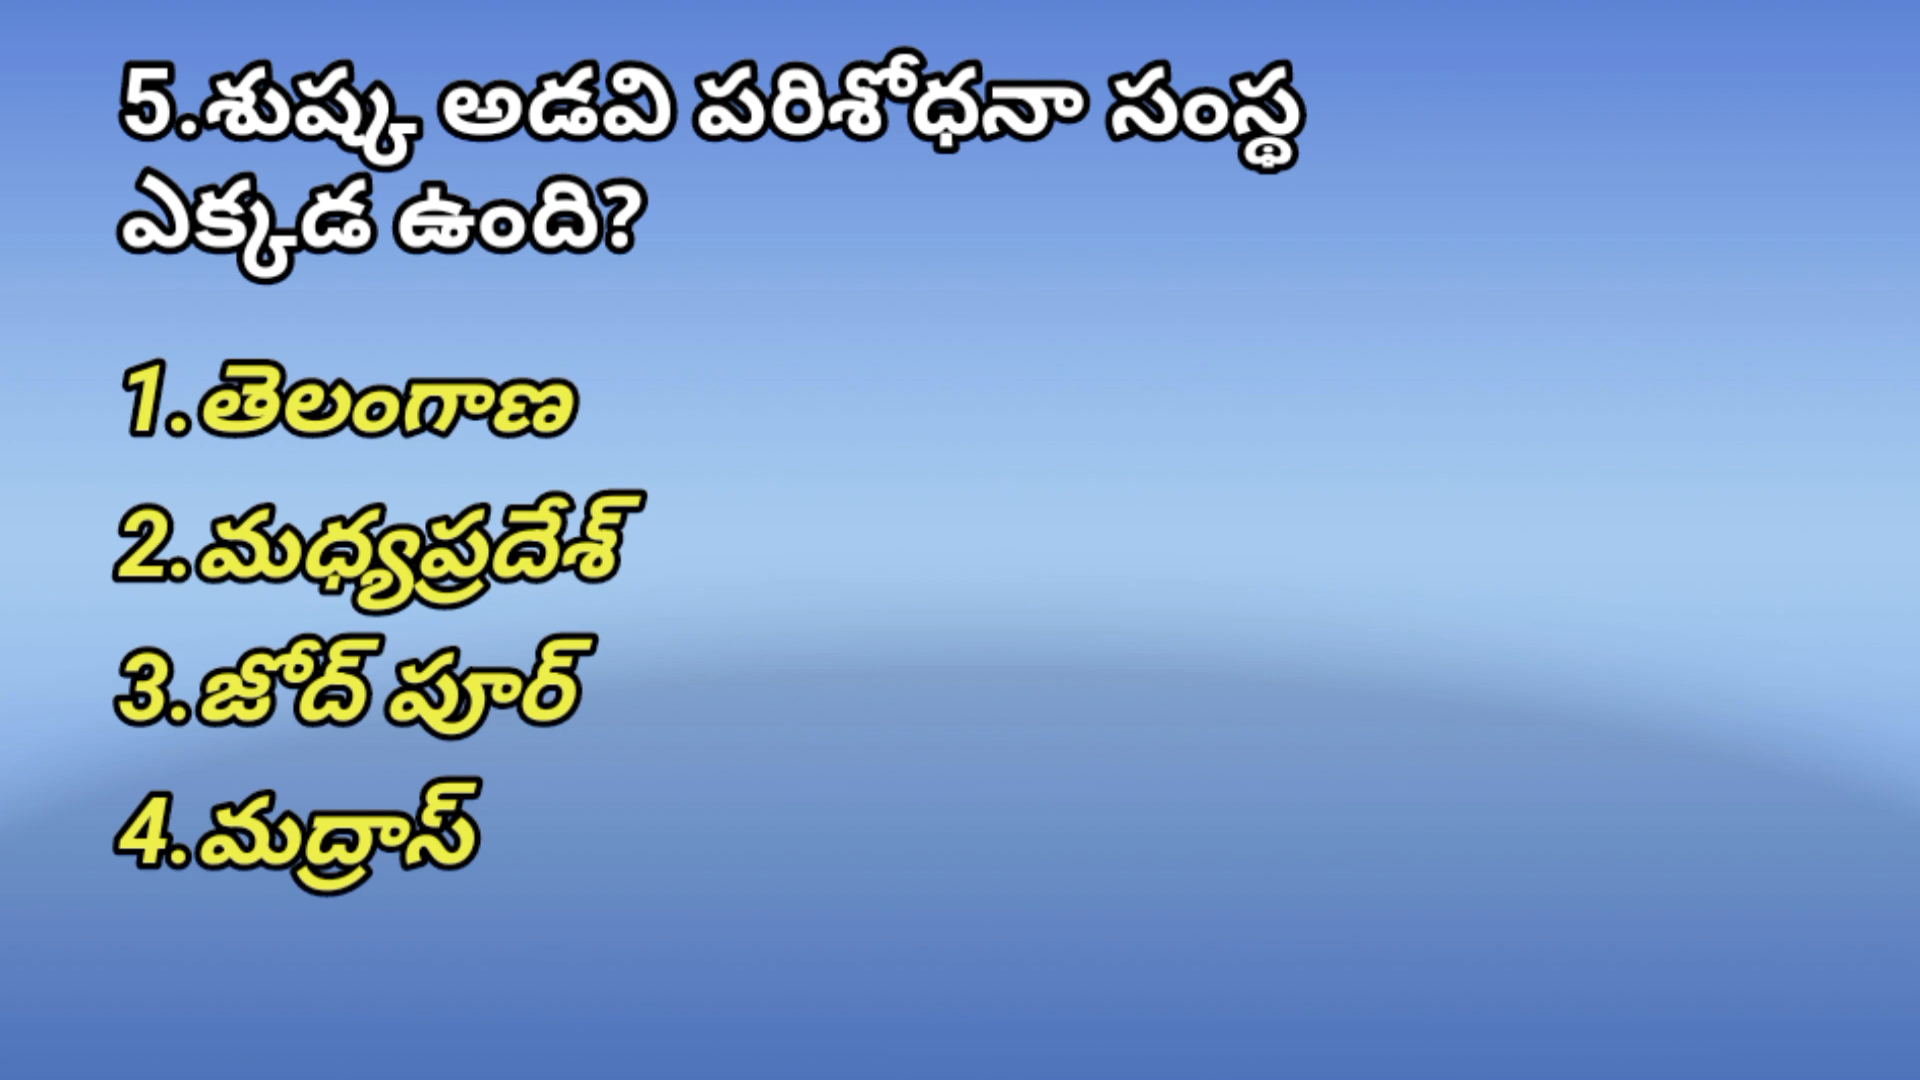 5.శుష్కు అడవి పరిశోధనా సంస్థ
ఎక్కడ ఉంది?
1.తెలంగాణ
2.మధ్యప్రదేశ్
3.జోద్ పూర్
4.మద్రాస్